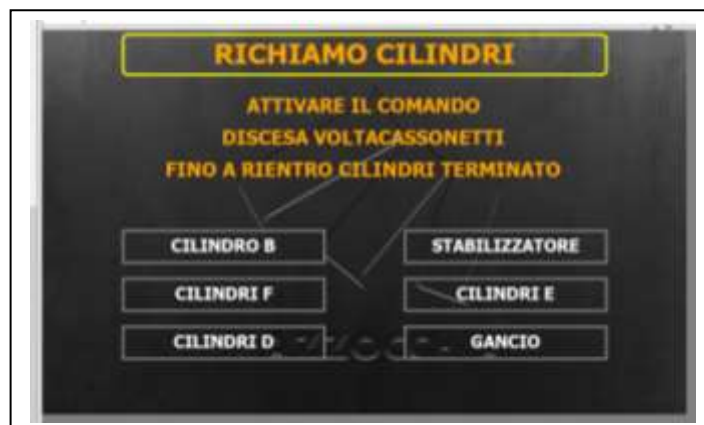 RICHIAMO CILINDRI
ATTIVARE IL COMANDO
DISCESA VOLTACASSONETTI
FINO A RIENTRO CILINDRI TERMINATO
CILINDRO B
STABILIZZATORE
CILINDRI F
CILINDRI E
CILINDRI D
GANCIO